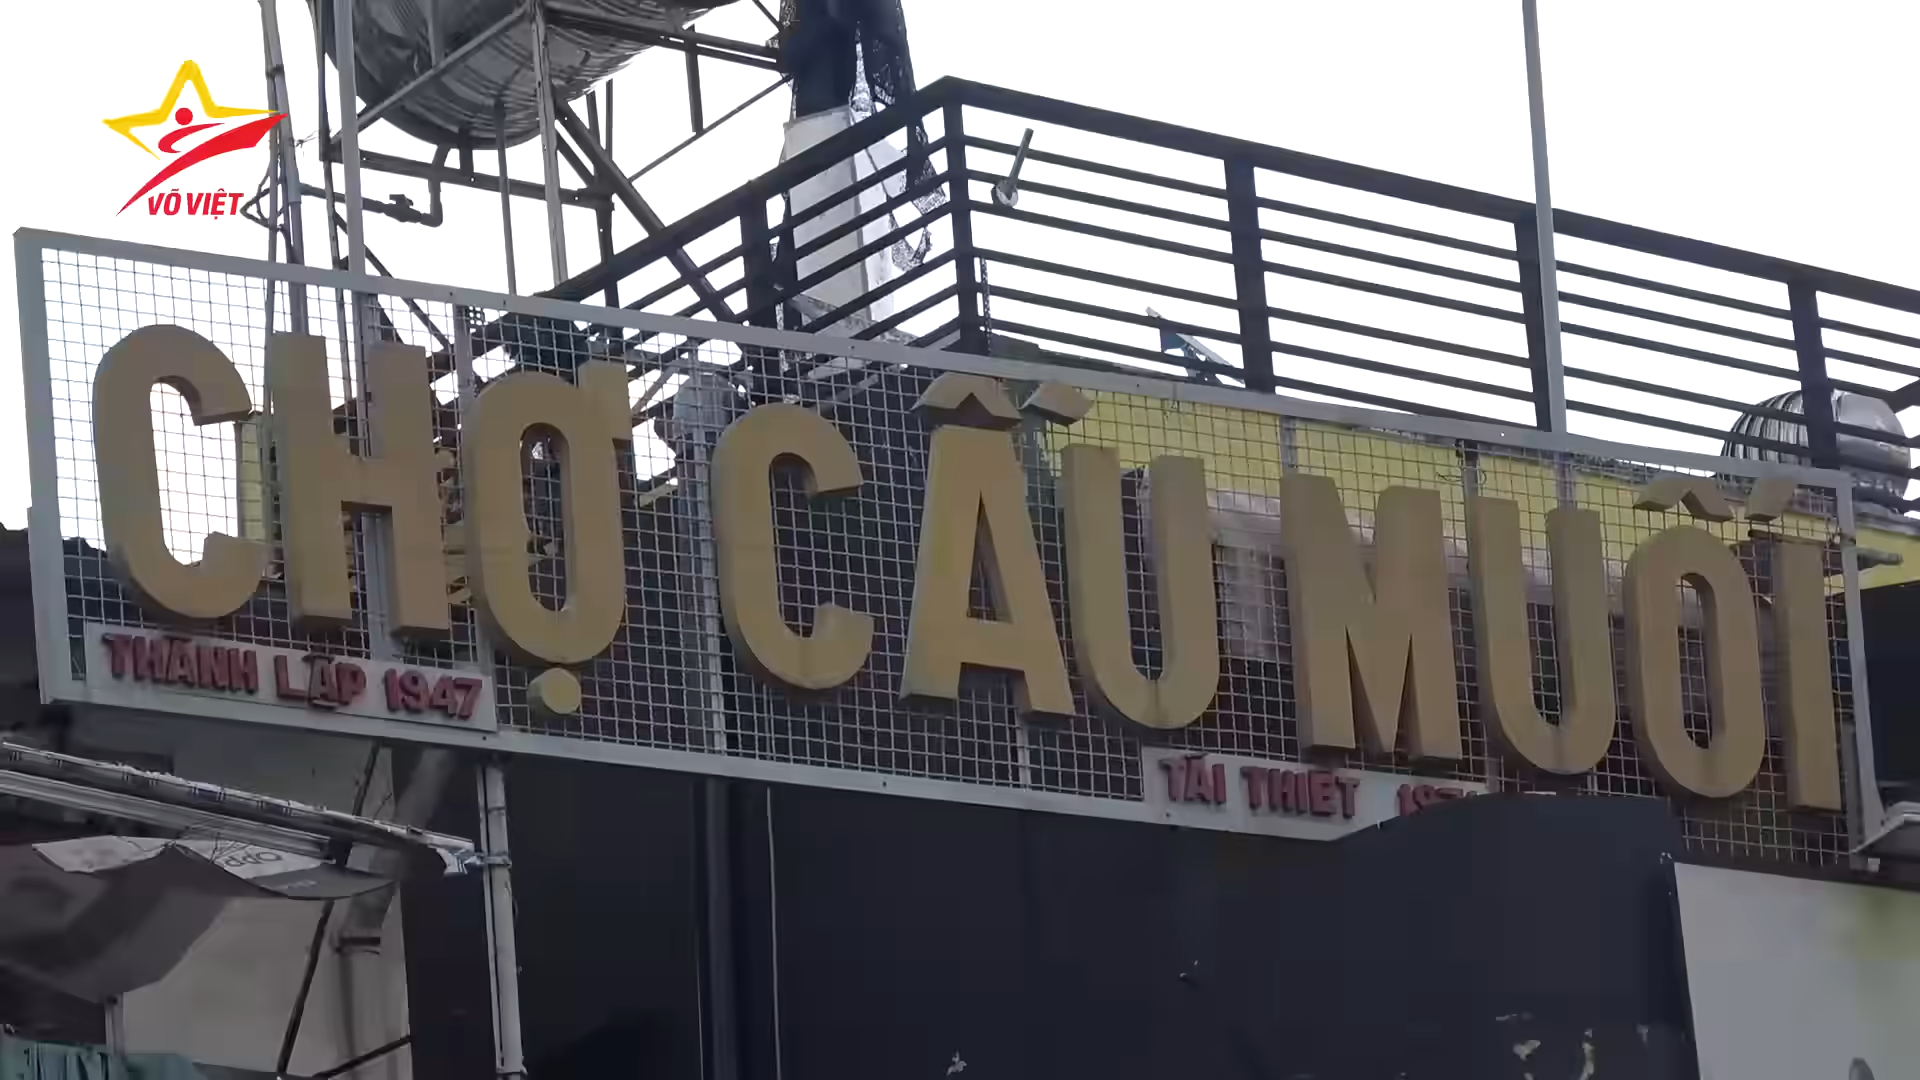 VÕ VIỆT
CHỢ CẦU MUỐI
THÀNH LẬP 1947
TÁI THIẾT